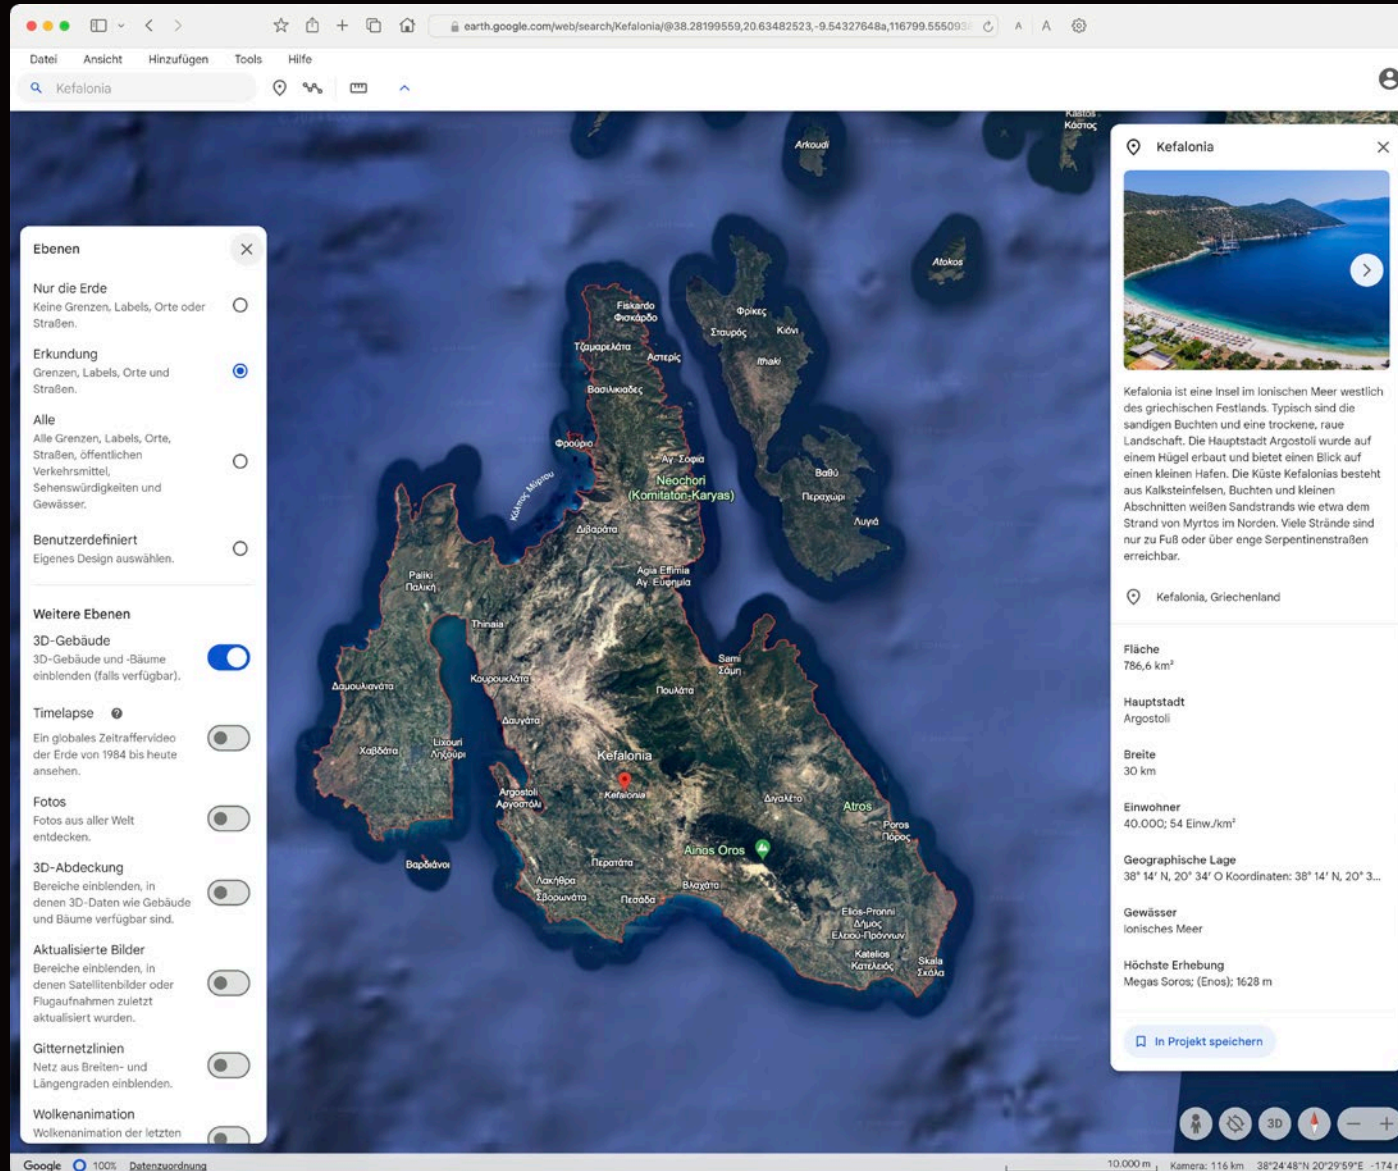 earth.google.com/web/search/Kefalonia/@38.28199559,20.63482523,-9.54327648a,116799.555093
A A
Datei Ansicht Hinzufügen Tools Hilfe
Kefalonia
Ebenen
Nur die Erde
Keine Grenzen, Labels, Orte oder
Straßen.
Erkundung
Grenzen, Labels, Orte und
Straßen.
Alle
Alle Grenzen, Labels, Orte,
Straßen, öffentlichen
Verkehrsmittel,
Sehenswürdigkeiten und
Gewässer.
Benutzerdefiniert
Eigenes Design auswählen.
Weitere Ebenen
3D-Gebäude
3D-Gebäude und -Bäume
einblenden (falls verfügbar).
Timelapse
Ein globales Zeitraffervideo
der Erde von 1984 bis heute
ansehen.
Fotos
Fotos aus aller Welt
entdecken.
3D-Abdeckung
Bereiche einblenden, in
denen 3D-Daten wie Gebäude
und Bäume verfügbar sind.
Aktualisierte Bilder
Bereiche einblenden, in
denen Satellitenbilder oder
Flugaufnahmen zuletzt
aktualisiert wurden.
Gitternetzlinien
Netz aus Breiten- und
Längengraden einblenden.
Wolkenanimation
Wolkenanimation der letzten
Kastos
Κάστος
Arkoudi
Atokos
Fiskardo
Φισκάρδο
Τζαμαρελάτα
Αστερίς
Βασιλικιαδες
Φρίκες
Σταυρός
Κιόνι
Ithaki
Φρούριο
Αγ. Σοφία
Κόλπος Μύρτου
Neochori
(Komitaton-Karyas)
Βαθύ
Περαχώρι
Λυγιά
Διβαράτα
Agia Effimia
Αγ. Ευφημία
Paliki
Παλική
Thinaia
Sami
Σάμη
Κουρουκλάτα
Πουλάτα
Δαμουλιανάτα
Δαυγάτα
Χαβδάτα
Lixouri
Ληξούρι
Kefalonia
Kefalonia
Argostoli
Αργοστόλι
Διγαλέτο
Atros
Poros
Πόρος
Ainos Oros
Βαρδιάνοι
Περατάτα
Λακήθρα
Βλαχάτα
Σβορωνάτα
Πεσάδα
Elios-Pronni
Δήμος
Ελειού-Πρόννων
Katelios
Κατελειός
Skala
Σκάλα
Kefalonia
Kefalonia ist eine Insel im Ionischen Meer westlich
des griechischen Festlands. Typisch sind die
sandigen Buchten und eine trockene, raue
Landschaft. Die Hauptstadt Argostoli wurde auf
einem Hügel erbaut und bietet einen Blick auf
einen kleinen Hafen. Die Küste Kefalonias besteht
aus Kalksteinfelsen, Buchten und kleinen
Abschnitten weißen Sandstrands wie etwa dem
Strand von Myrtos im Norden. Viele Strände sind
nur zu Fuß oder über enge Serpentinenstraßen
erreichbar.
Kefalonia, Griechenland
Fläche
786,6 km²
Hauptstadt
Argostoli
Breite
30 km
Einwohner
40.000; 54 Einw./km²
Geographische Lage
38° 14′ N, 20° 34′ O Koordinaten: 38° 14′ N, 20° 3...
Gewässer
Ionisches Meer
Höchste Erhebung
Megas Soros; (Enos); 1628 m
In Projekt speichern
3D
Google 100% Datenzuordnung
10.000 m Kamera: 116 km 38°24'48"N 20°29'59"E -174 m